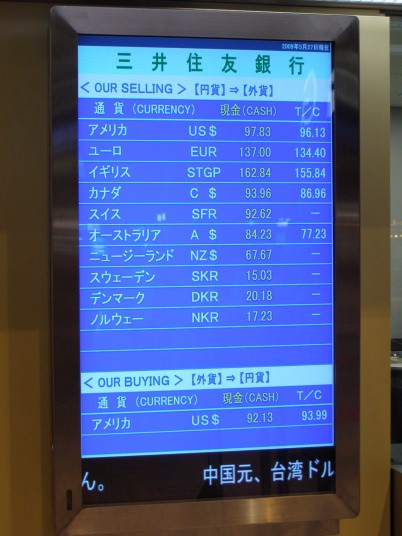 2009年5月27日現在
三井住友銀行
< OUR SELLING > 【円貨】⇒【外貨】
通貨 (CURRENCY) 現金(CASH) T/C
アメリカ US$ 97.83 96.13
ユーロ EUR 137.00 134.40
イギリス STGP 162.84 155.84
カナダ C $ 93.96 86.96
スイス SFR 92.62 —
オーストラリア A $ 84.23 77.23
ニュージーランド NZ$ 67.67 —
スウェーデン SKR 15.03 —
デンマーク DKR 20.18 —
ノルウェー NKR 17.23 —
< OUR BUYING > 【外貨】⇒【円貨】
通貨 (CURRENCY) 現金(CASH) T/C
アメリカ US$ 92.13 93.99
ん。 中国元、台湾ドル